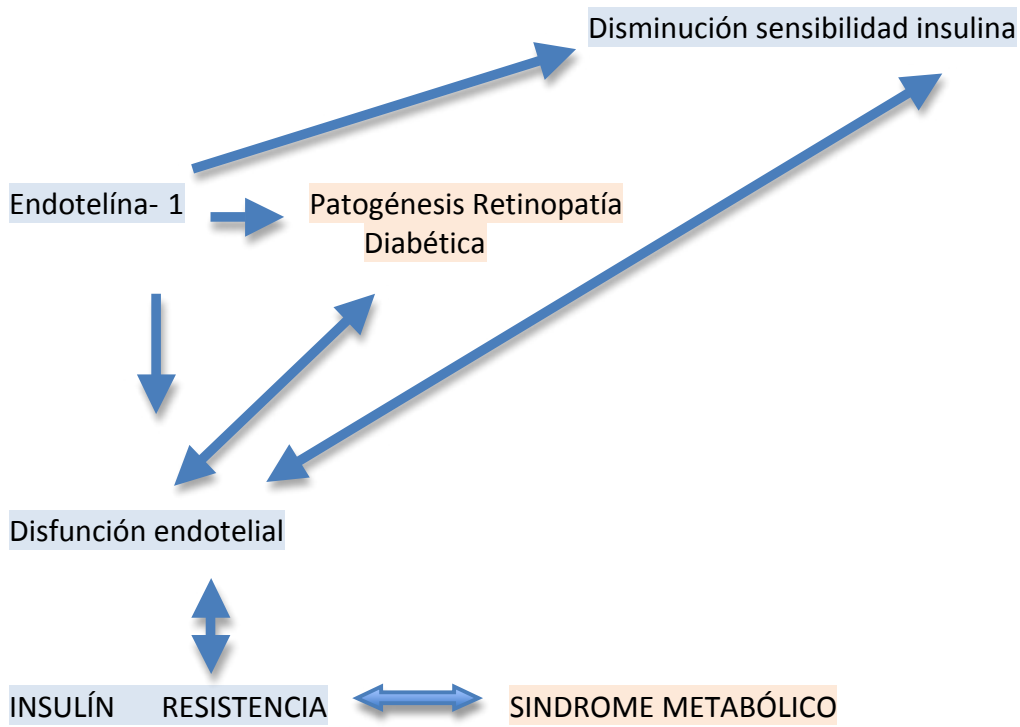 Disminución sensibilidad insulina
Endotelína- 1
Patogénesis Retinopatía
Diabética
Disfunción endotelial
INSULÍN RESISTENCIA
SINDROME METABÓLICO